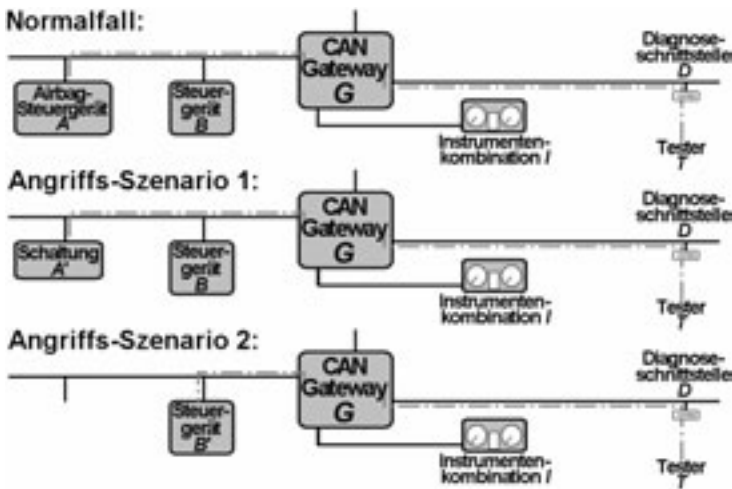 Normalfall:
CAN
Gateway
G
Airbag-
Steuergerät
A
Steuer-
gerät
B
Instrumenten-
kombination I
Diagnose-
schnittstelle
D
Tester
T
Angriffs-Szenario 1:
CAN
Gateway
G
Schaltung
A'
Steuer-
gerät
B
Instrumenten-
kombination I
Diagnose-
schnittstelle
D
Tester
T
Angriffs-Szenario 2:
CAN
Gateway
G
Steuer-
gerät
B'
Instrumenten-
kombination I
Diagnose-
schnittstelle
D
Tester
T